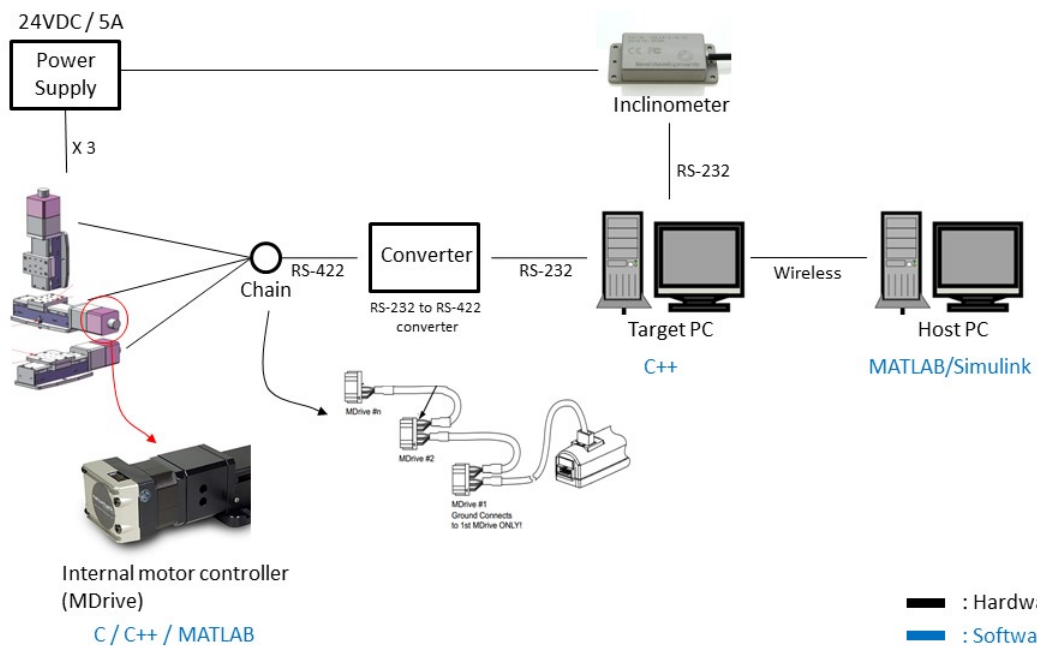 24VDC / 5A
Power
Supply
X 3
Inclinometer
RS-232
Chain
RS-422
Converter
RS-232 to RS-422
converter
RS-232
Target PC
C++
Wireless
Host PC
MATLAB/Simulink
MDrive #n
MDrive #2
MDrive #1
Ground Connects
to 1st MDrive ONLY!
Internal motor controller
(MDrive)
C / C++ / MATLAB
: Hardwa
: Softwa